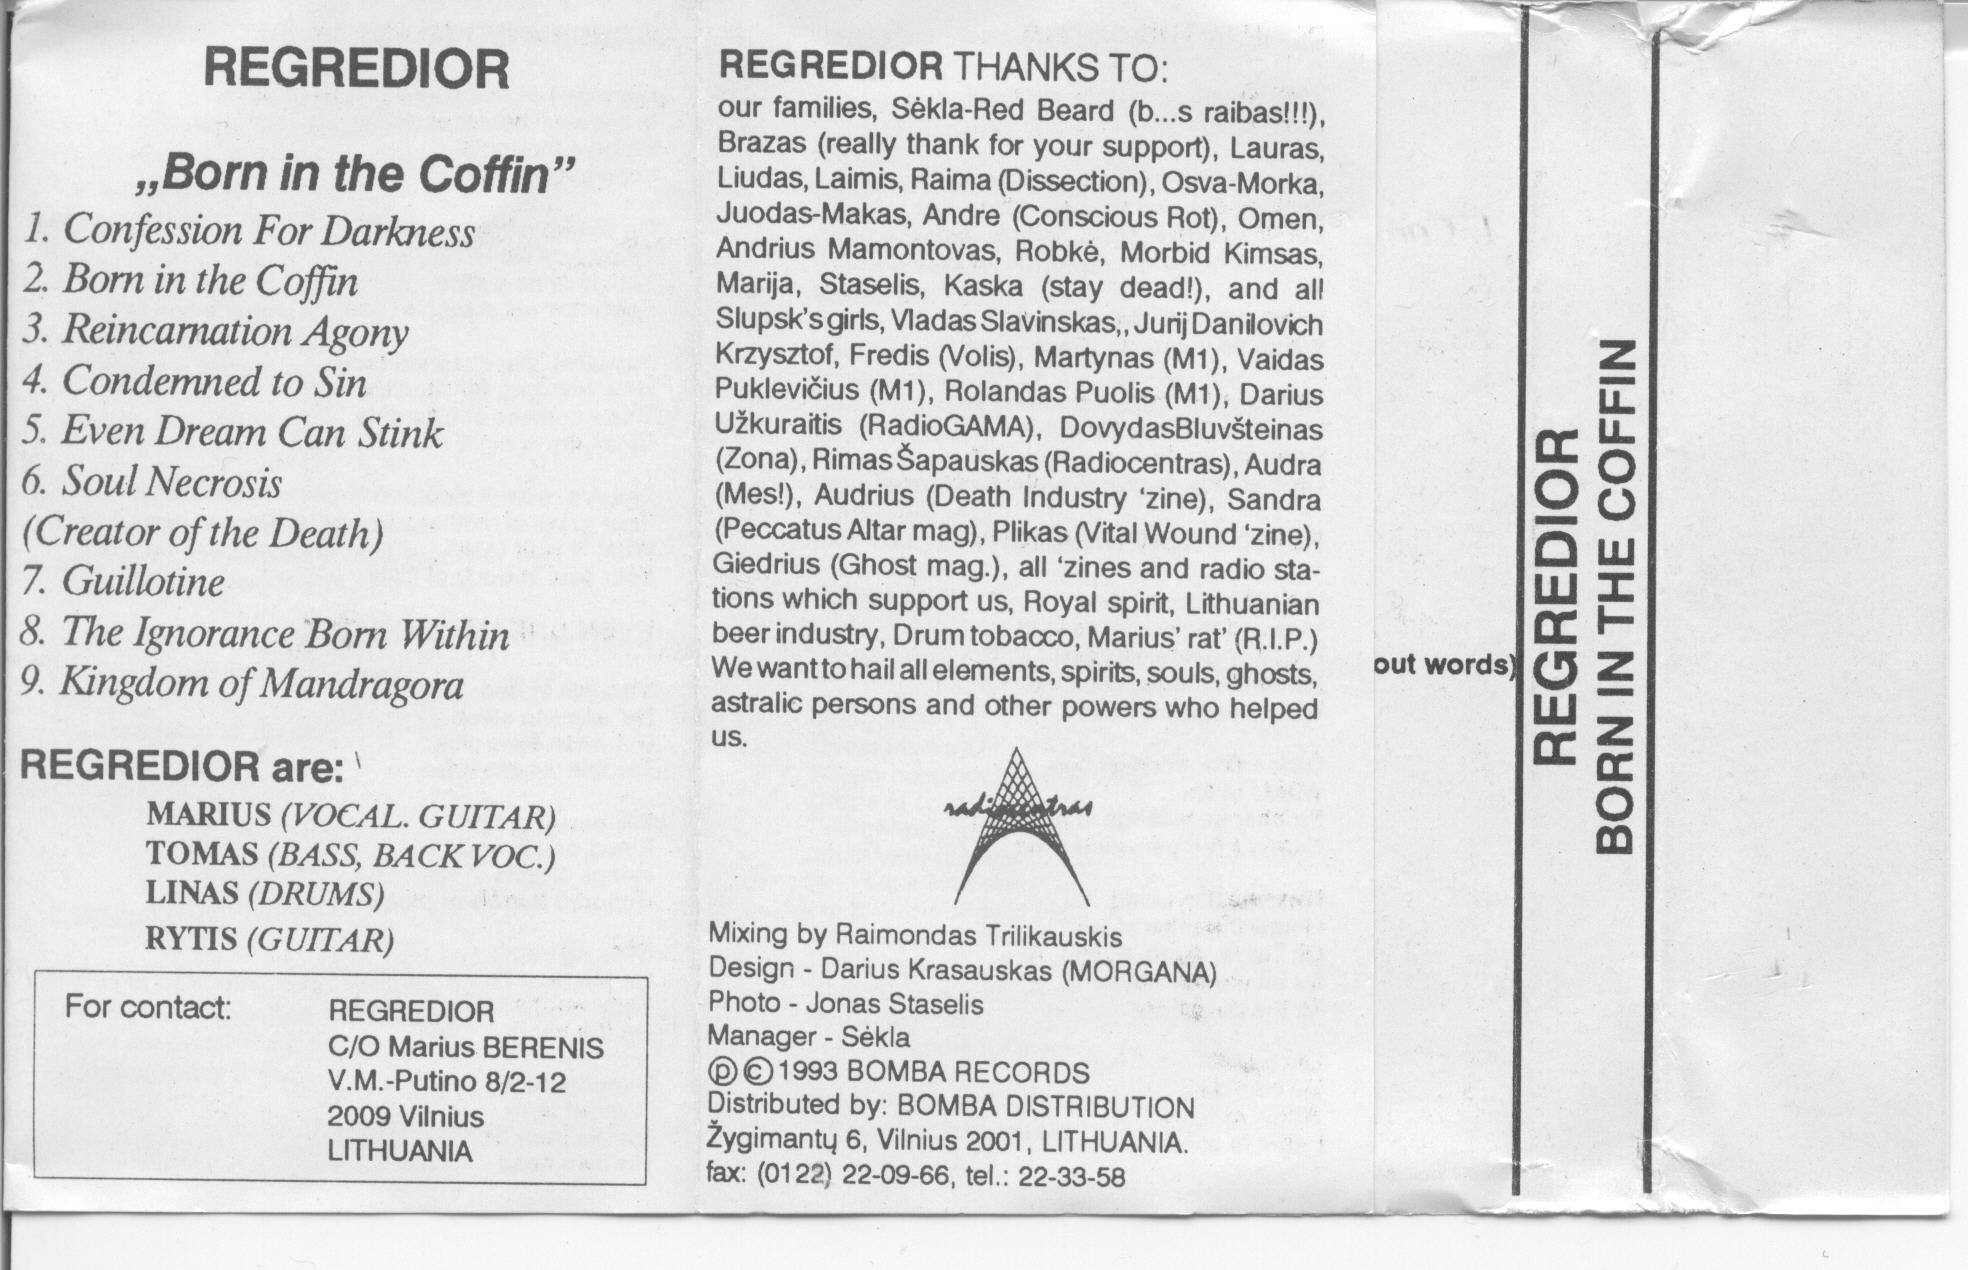 REGREDIOR
„Born in the Coffin”
1. Confession For Darkness
2. Born in the Coffin
3. Reincarnation Agony
4. Condemned to Sin
5. Even Dream Can Stink
6. Soul Necrosis
(Creator of the Death)
7. Guillotine
8. The Ignorance Born Within
9. Kingdom of Mandragora
REGREDIOR are:
MARIUS (VOCAL. GUITAR)
TOMAS (BASS, BACK VOC.)
LINAS (DRUMS)
RYTIS (GUITAR)
For contact: REGREDIOR
C/O Marius BERENIS
V.M.-Putino 8/2-12
2009 Vilnius
LITHUANIA
REGREDIOR THANKS TO:
our families, Sėkla-Red Beard (b...s raibas!!!),
Brazas (really thank for your support), Lauras,
Liudas, Laimis, Raima (Dissection), Osva-Morka,
Juodas-Makas, Andre (Conscious Rot), Omen,
Andrius Mamontovas, Robkė, Morbid Kimsas,
Marija, Staselis, Kaska (stay dead!), and all
Slupsk's girls, Vladas Slavinskas,, Jurij Danilovich
Krzysztof, Fredis (Volis), Martynas (M1), Vaidas
Puklevičius (M1), Rolandas Puolis (M1), Darius
Užkuraitis (RadioGAMA), DovydasBluvšteinas
(Zona), Rimas Šapauskas (Radiocentras), Audra
(Mes!), Audrius (Death Industry ‘zine), Sandra
(Peccatus Altar mag), Plikas (Vital Wound ‘zine),
Giedrius (Ghost mag.), all ‘zines and radio sta-
tions which support us, Royal spirit, Lithuanian
beer industry, Drum tobacco, Marius’ rat’ (R.I.P.)
We want to hail all elements, spirits, souls, ghosts,
astralic persons and other powers who helped
us.
radiocentras
Mixing by Raimondas Trilikauskis
Design - Darius Krasauskas (MORGANA)
Photo - Jonas Staselis
Manager - Sėkla
℗ © 1993 BOMBA RECORDS
Distributed by: BOMBA DISTRIBUTION
Žygimantų 6, Vilnius 2001, LITHUANIA.
fax: (0122) 22-09-66, tel.: 22-33-58
out words)
REGREDIOR
BORN IN THE COFFIN